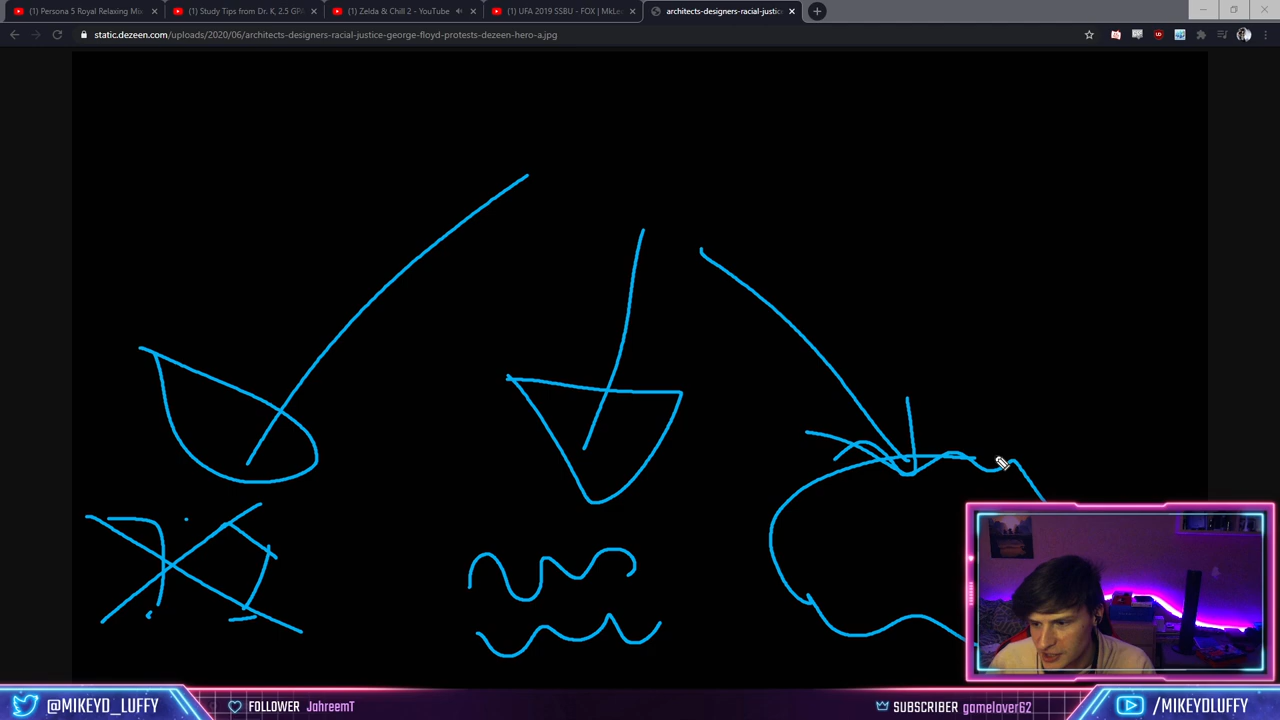 (1) Persona 5 Royal Relaxing Mi
(1) Study Tips from Dr. K, 2.5 GP
(1) Zelda & Chill 2 - YouTube
(1) UFA 2019 SSBU - FOX | MkLe
architects-designers-racial-justic
static.dezeen.com/uploads/2020/06/architects-designers-racial-justice-george-floyd-protests-dezeen-hero-a.jpg
@MIKEYD_LUFFY
FOLLOWER JahreemT
SUBSCRIBER gamelover62
/MIKEYDLUFFY